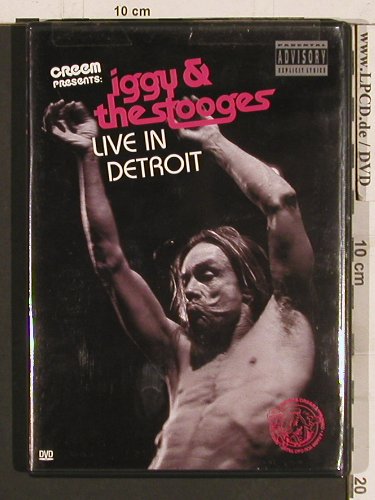 10 cm
CREEM
PRESENTS:
iggy &
the stooges
LIVE IN
DETROIT
PARENTAL
ADVISORY
EXPLICIT LYRICS
www.LPCD.de / DVD
10 cm
20
DVD